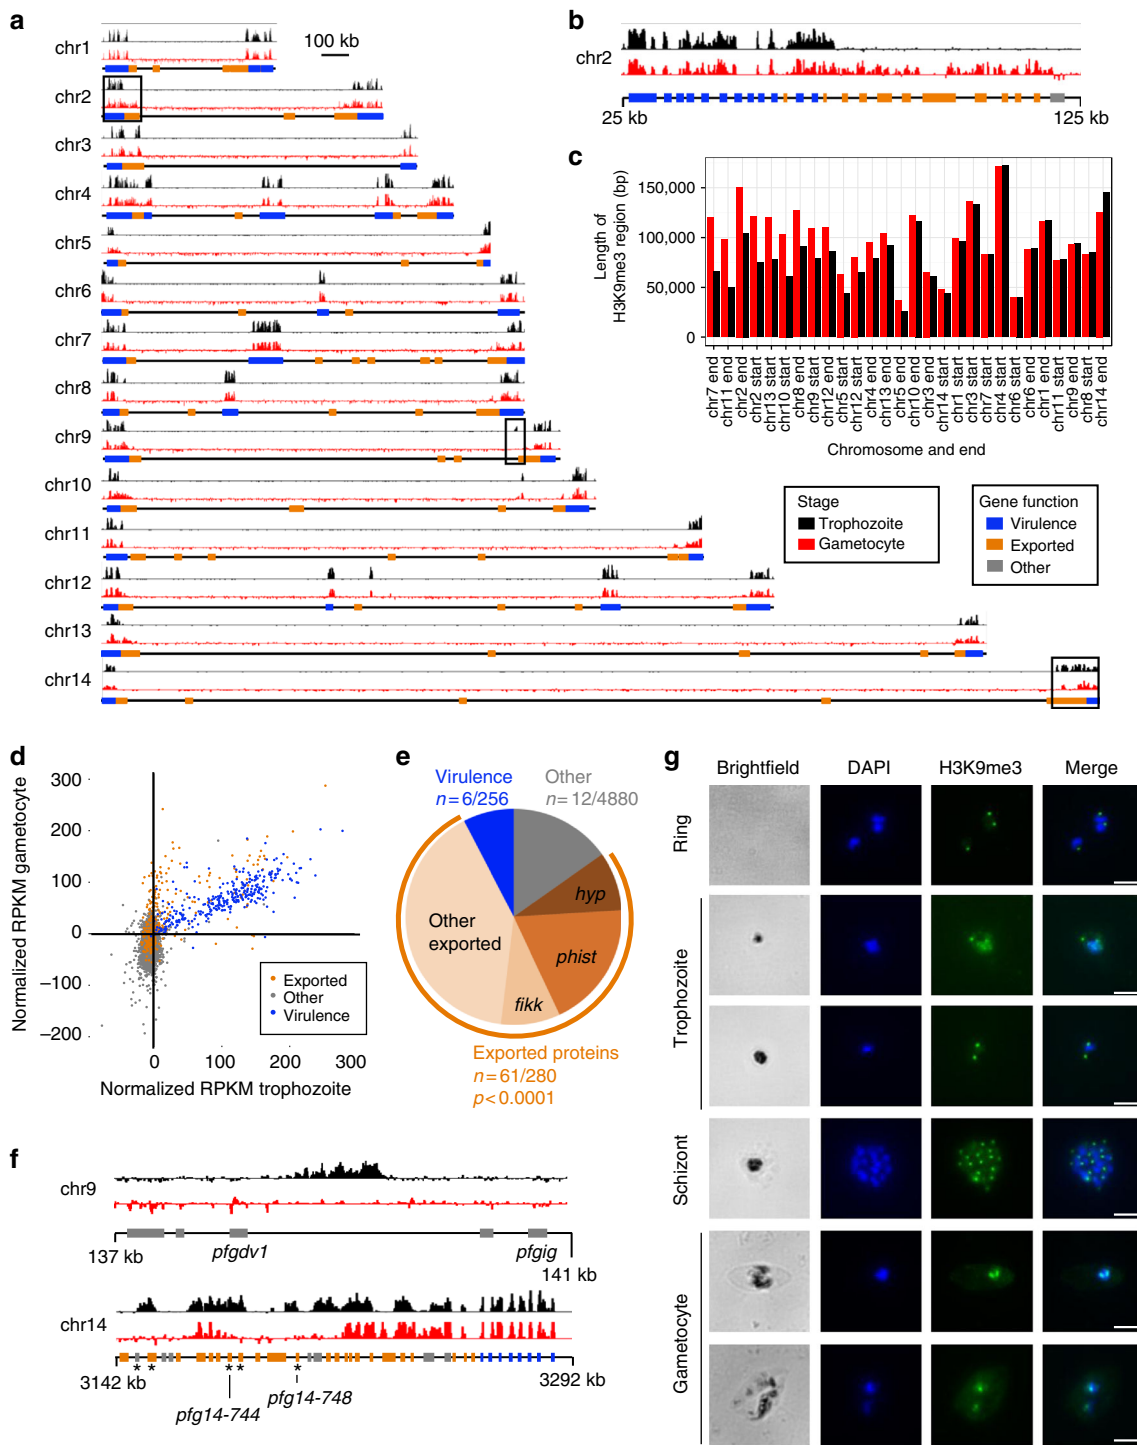 a
100 kb
chr1
chr2
chr3
chr4
chr5
chr6
chr7
chr8
chr9
chr10
chr11
chr12
chr13
chr14
b
chr2
25 kb
125 kb
c
Length of
H3K9me3 region (bp)
150,000
100,000
50,000
0
chr7 end
chr11 end
chr2 end
chr2 start
chr13 start
chr10 start
chr8 end
chr9 start
chr12 end
chr5 start
chr12 start
chr4 end
chr13 end
chr5 end
chr10 end
chr3 end
chr14 start
chr1 start
chr3 start
chr7 start
chr4 start
chr6 start
chr6 end
chr1 end
chr11 start
chr9 end
chr8 start
chr14 end
Chromosome and end
Stage
Trophozoite
Gametocyte
Gene function
Virulence
Exported
Other
d
Normalized RPKM gametocyte
300
200
100
0
−100
−200
Exported
Other
Virulence
0 100 200 300
Normalized RPKM trophozoite
e
Virulence
n=6/256
Other
n=12/4880
hyp
phist
fikk
Other
exported
Exported proteins
n=61/280
p<0.0001
f
chr9
137 kb
pfgdv1
pfgig
141 kb
chr14
* * * * *
3142 kb
3292 kb
pfg14-744
pfg14-748
g
Brightfield DAPI H3K9me3 Merge
Ring
Trophozoite
Schizont
Gametocyte